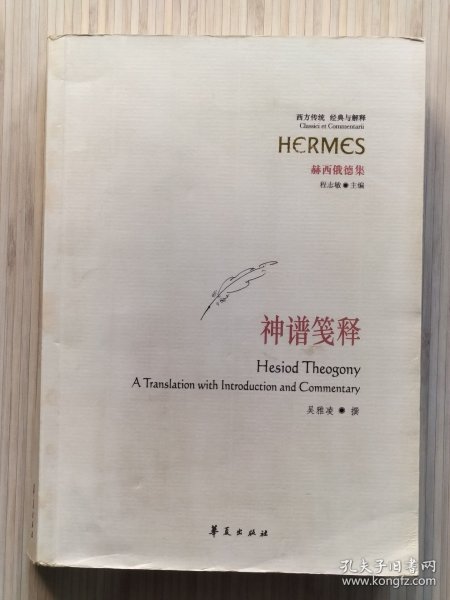 西方传统 经典与解释
Classici et Commentarii
HERMES
赫西俄德集
程志敏◉主编
神谱笺释
Hesiod Theogony
A Translation with Introduction and Commentary
吴雅凌◉撰
华夏出版社
孔夫子旧书网
www.kongfz.com